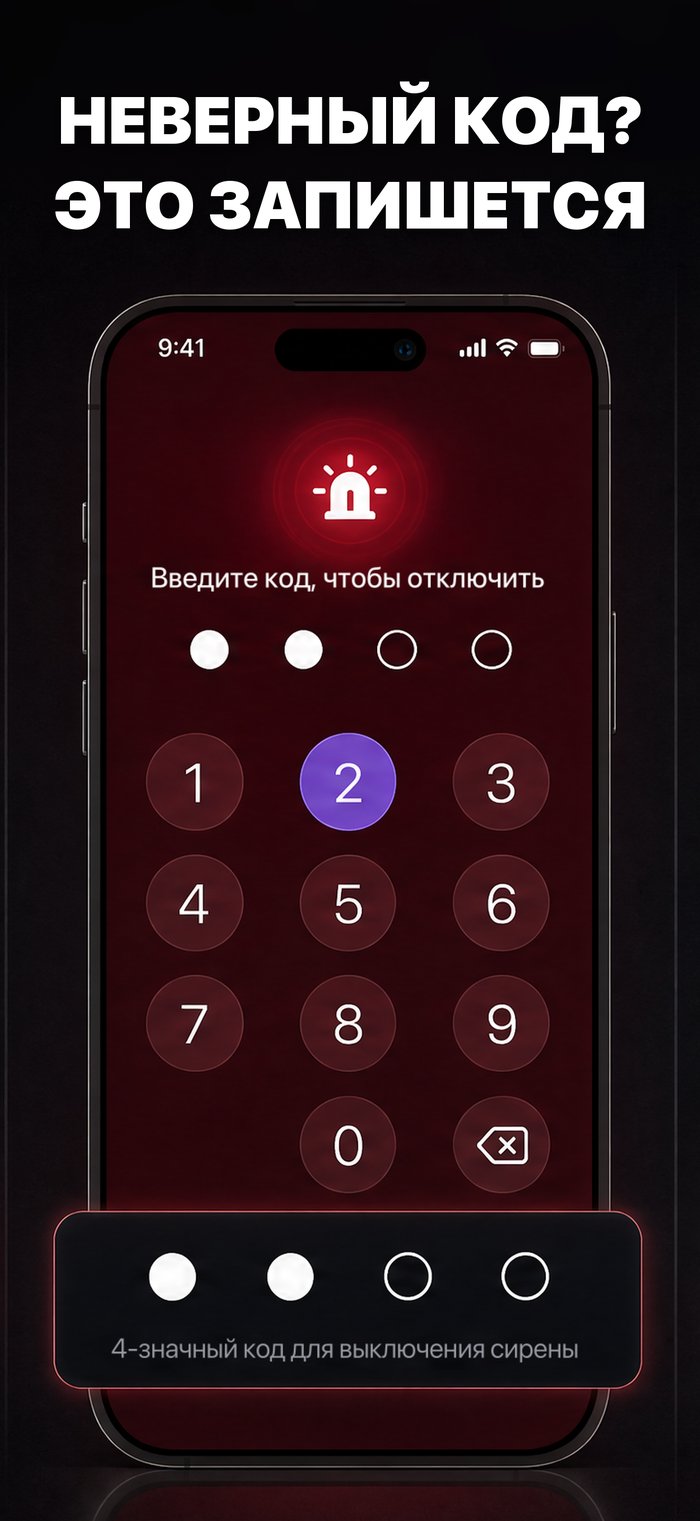 НЕВЕРНЫЙ КОД?
ЭТО ЗАПИШЕТСЯ
9:41
Введите код, чтобы отключить
1 2 3
4 5 6
7 8 9
0
4-значный код для выключения сирены